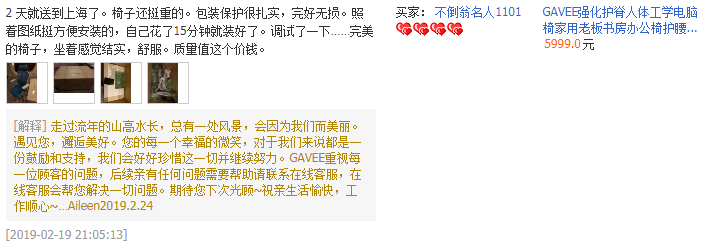 2 天就送到上海了。椅子还挺重的。包装保护很扎实，完好无损。照
着图纸挺方便安装的，自己花了15分钟就装好了。调试了一下……完美
的椅子，坐着感觉结实，舒服。质量值这个价钱。
[解释] 走过流年的山高水长，总有一处风景，会因为我们而美丽。
遇见您，邂逅美好。您的每一个幸福的微笑，对于我们来说都是一
份鼓励和支持，我们会好好珍惜这一切并继续努力。GAVEE重视每
一位顾客的问题，后续亲有任何问题需要帮助请联系在线客服，在
线客服会帮您解决一切问题。期待您下次光顾~祝亲生活愉快，工
作顺心~...Aileen2019.2.24
[2019-02-19 21:05:13]
买家：不倒翁名人1101
GAVEE强化护脊人体工学电脑
椅家用老板书房办公椅护腰...
5999.0元